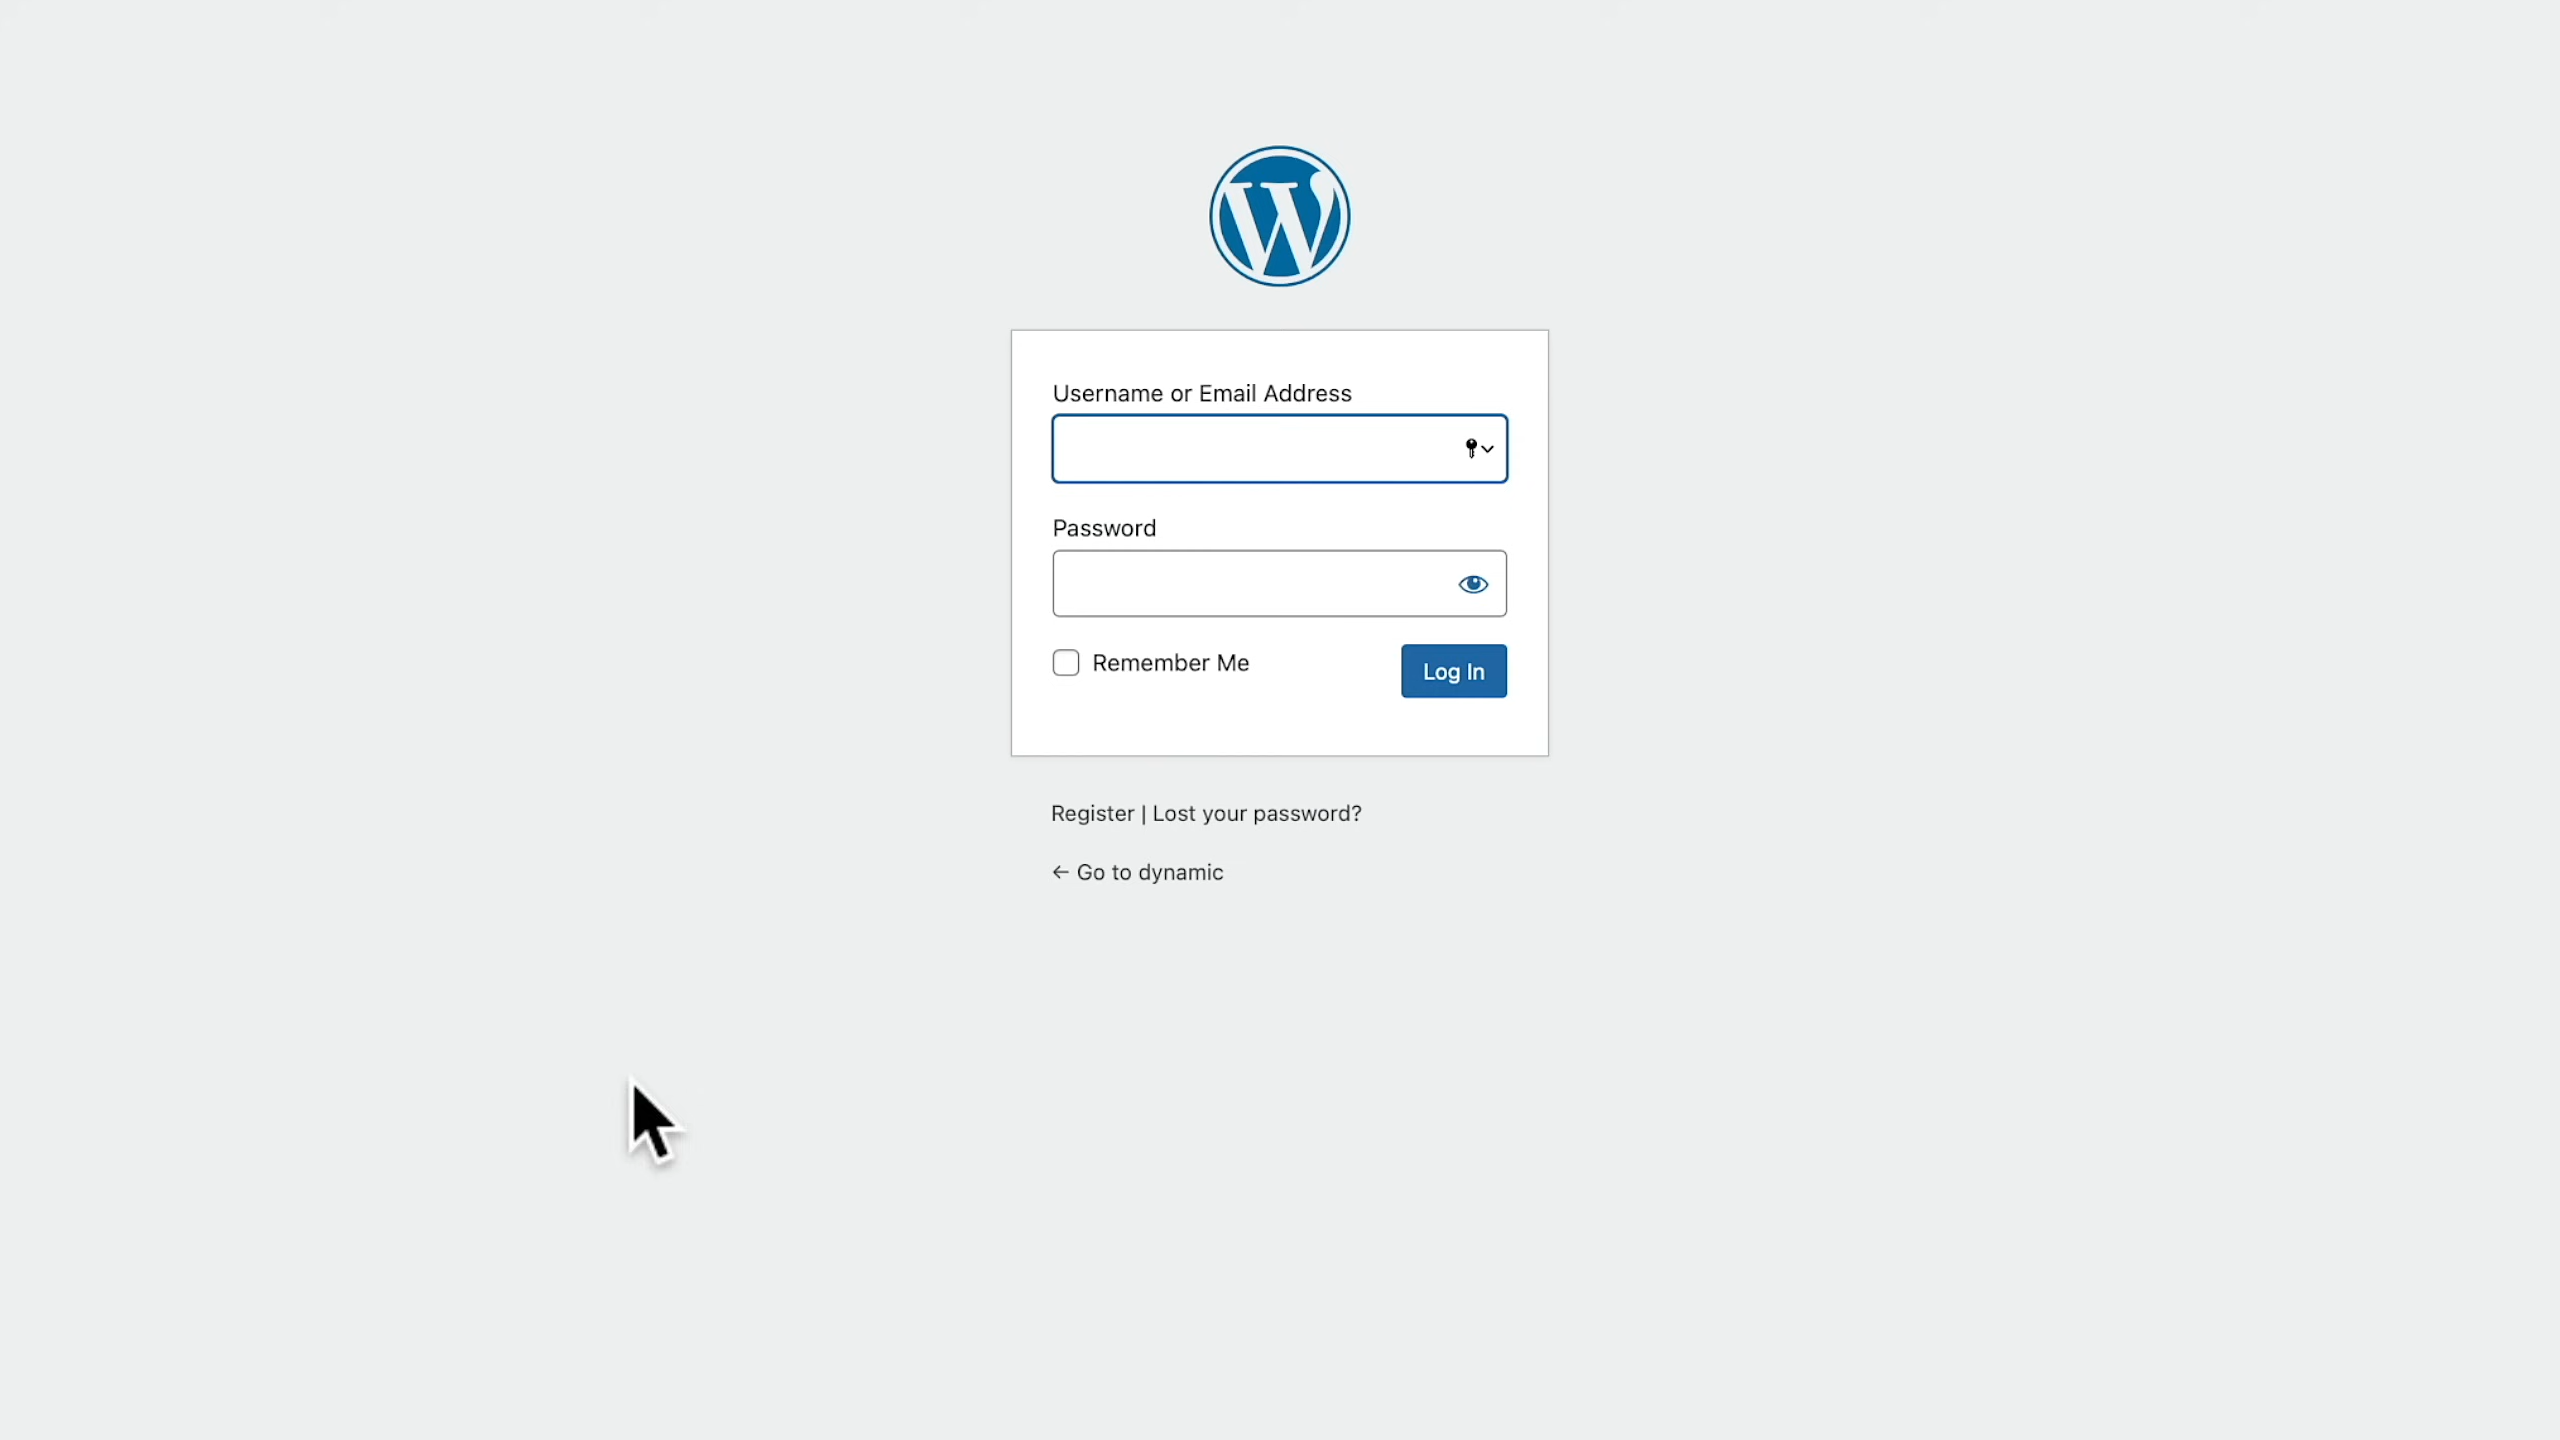 Username or Email Address
Password
Remember Me
Log In
Register | Lost your password?
← Go to dynamic